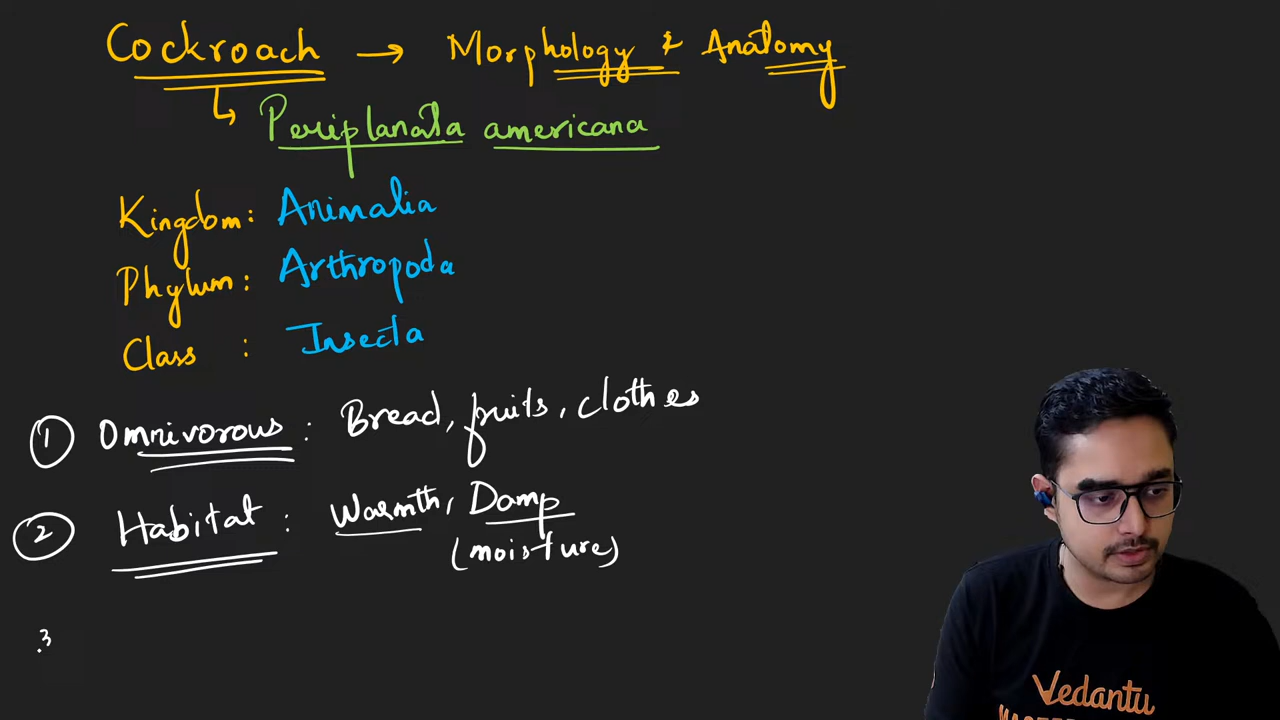 Cockroach → Morphology & Anatomy
↳ Periplanata americana
Kingdom: Animalia
Phylum: Arthropoda
Class : Insecta
① Omnivorous : Bread, fruits, clothes
② Habitat : Warmth, Damp
(moisture)
3
Vedantu